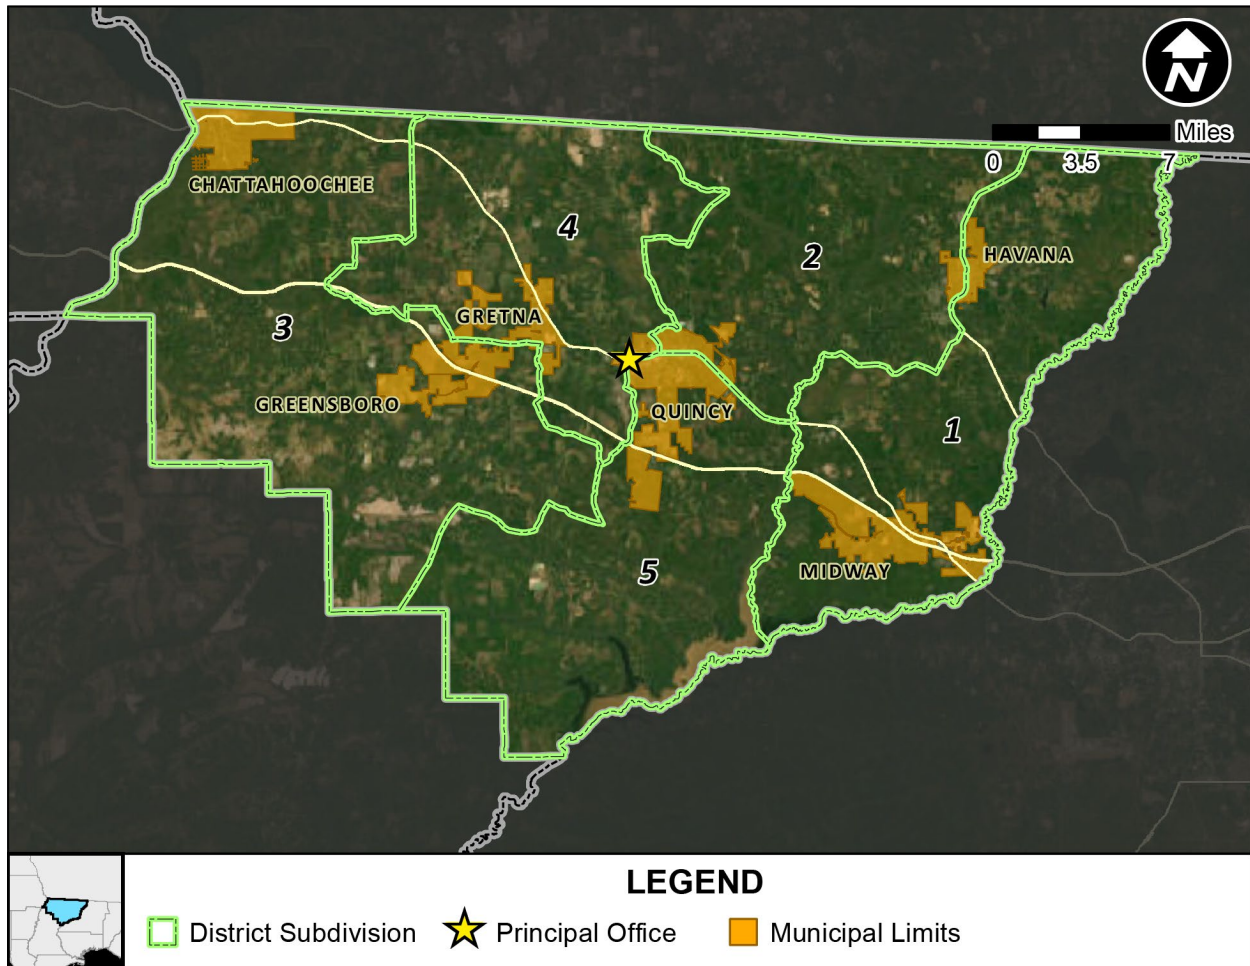 N
Miles
0 3.5 7
CHATTAHOOCHEE
4
2
HAVANA
GRETNA
3
GREENSBORO
QUINCY
1
5
MIDWAY
LEGEND
District Subdivision
Principal Office
Municipal Limits